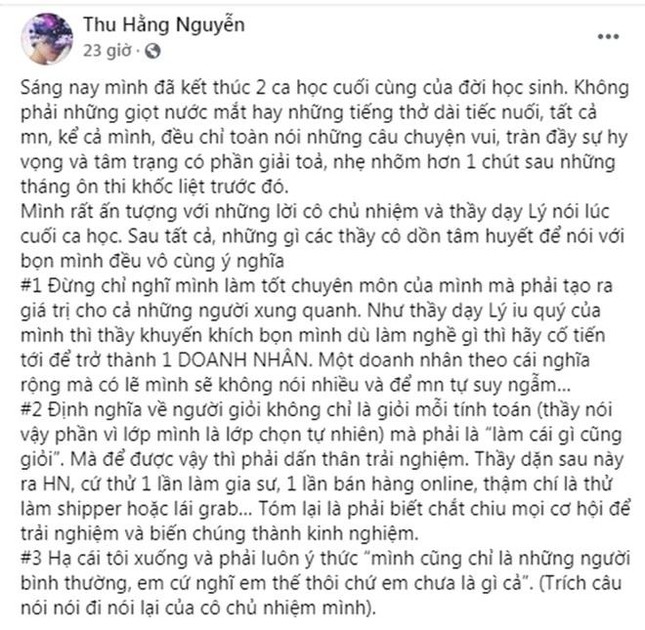 Thu Hằng Nguyễn
23 giờ ·
Sáng nay mình đã kết thúc 2 ca học cuối cùng của đời học sinh. Không
phải những giọt nước mắt hay những tiếng thở dài tiếc nuối, tất cả
mn, kể cả mình, đều chỉ toàn nói những câu chuyện vui, tràn đầy sự hy
vọng và tâm trạng có phần giải toả, nhẹ nhõm hơn 1 chút sau những
tháng ôn thi khốc liệt trước đó.
Mình rất ấn tượng với những lời cô chủ nhiệm và thầy dạy Lý nói lúc
cuối ca học. Sau tất cả, những gì các thầy cô dồn tâm huyết để nói với
bọn mình đều vô cùng ý nghĩa
#1 Đừng chỉ nghĩ mình làm tốt chuyên môn của mình mà phải tạo ra
giá trị cho cả những người xung quanh. Như thầy dạy Lý iu quý của
mình thì thầy khuyến khích bọn mình dù làm nghề gì thì hãy cố tiến
tới để trở thành 1 DOANH NHÂN. Một doanh nhân theo cái nghĩa
rộng mà có lẽ mình sẽ không nói nhiều và để mn tự suy ngẫm...
#2 Định nghĩa về người giỏi không chỉ là giỏi mỗi tính toán (thầy nói
vậy phần vì lớp mình là lớp chọn tự nhiên) mà phải là “làm cái gì cũng
giỏi”. Mà để được vậy thì phải dấn thân trải nghiệm. Thầy dặn sau này
ra HN, cứ thử 1 lần làm gia sư, 1 lần bán hàng online, thậm chí là thử
làm shipper hoặc lái grab... Tóm lại là phải biết chắt chiu mọi cơ hội để
trải nghiệm và biến chúng thành kinh nghiệm.
#3 Hạ cái tôi xuống và phải luôn ý thức “mình cũng chỉ là những người
bình thường, em cứ nghĩ em thế thôi chứ em chưa là gì cả”. (Trích câu
nói nói đi nói lại của cô chủ nhiệm mình).